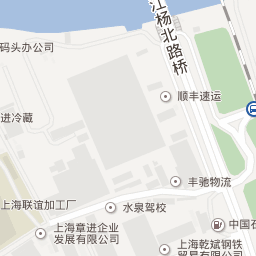 江杨北路桥
码头办公司
顺丰速运
进冷藏
丰驰物流
上海联谊加工厂
水泉驾校
上海章进企业
发展有限公司
中国石
上海乾斌钢铁
贸易有限公司